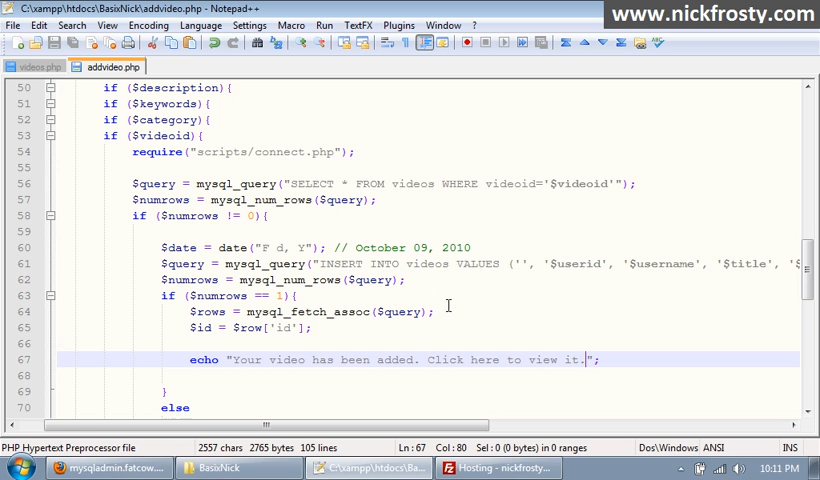 C:\xampp\htdocs\BasixNick\addvideo.php - Notepad++
www.nickfrosty.com
File Edit Search View Encoding Language Settings Macro Run TextFX Plugins Window ?
videos.php addvideo.php
50 if ($description){
51 if ($keywords){
52 if ($category){
53 if ($videoid){
54 require("scripts/connect.php");
55
56 $query = mysql_query("SELECT * FROM videos WHERE videoid='$videoid'");
57 $numrows = mysql_num_rows($query);
58 if ($numrows != 0){
59
60 $date = date("F d, Y"); // October 09, 2010
61 $query = mysql_query("INSERT INTO videos VALUES ('', '$userid', '$username', '$title', '$
62 $numrows = mysql_num_rows($query);
63 if ($numrows == 1){
64 $rows = mysql_fetch_assoc($query);
65 $id = $row['id'];
66
67 echo "Your video has been added. Click here to view it.";
68
69 }
70 else
PHP Hypertext Preprocessor file 2557 chars 2765 bytes 105 lines Ln : 67 Col : 80 Sel : 0 (0 bytes) in 0 ranges Dos\Windows ANSI INS
mysqladmin.fatcow.... BasixNick C:\xampp\htdocs\Ba... Hosting - nickfrosty... 10:11 PM